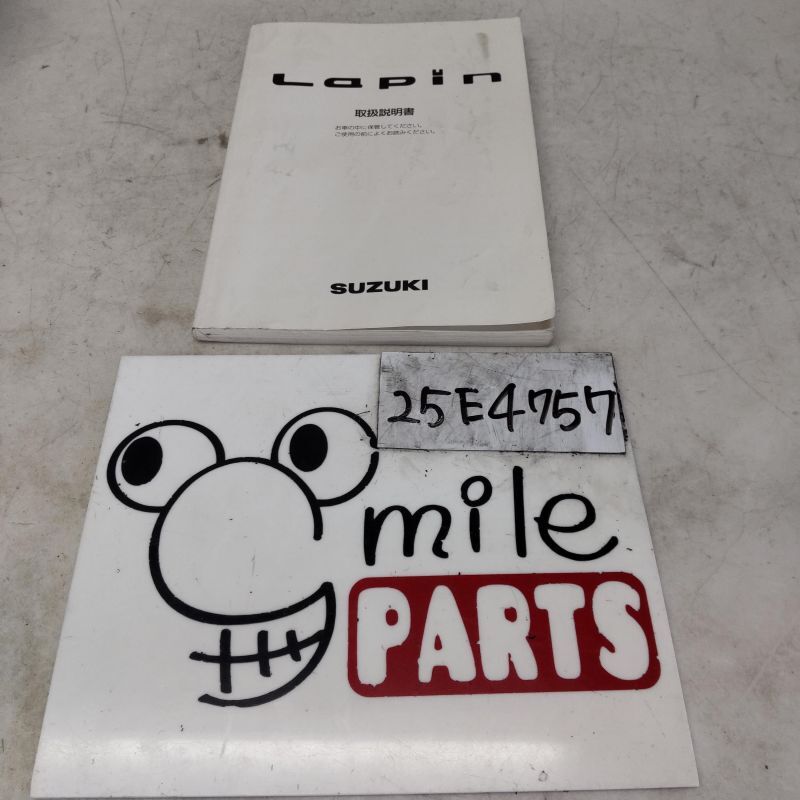 Lapin
取扱説明書
お車の中に保管してください。
ご使用の前によくお読みください。
SUZUKI
25E4757
Smile
PARTS